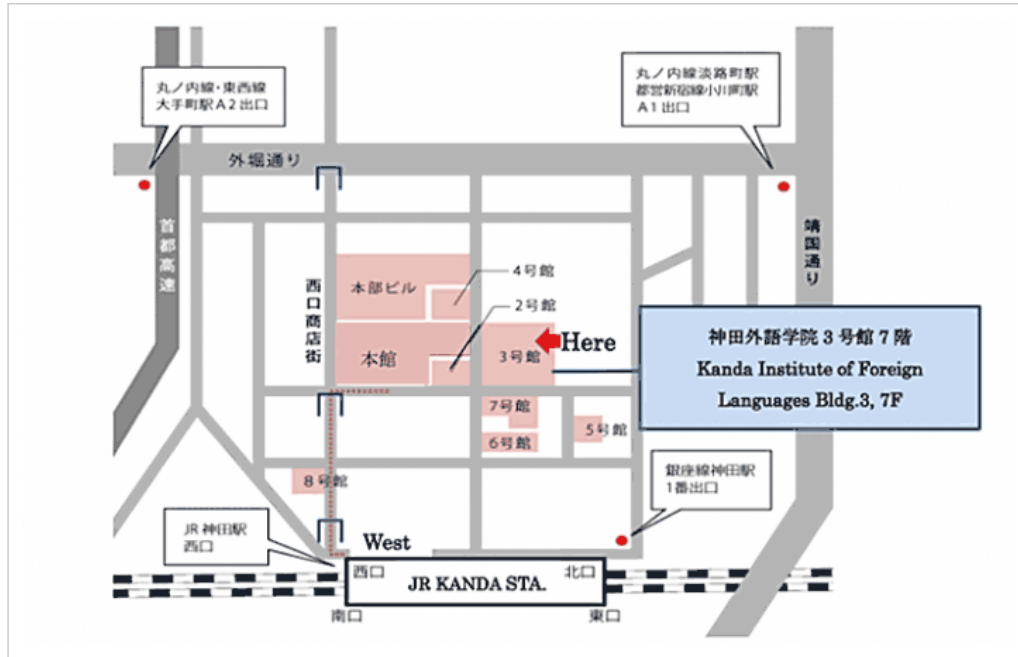 丸ノ内線・東西線
大手町駅A2出口
丸ノ内線淡路町駅
都営新宿線小川町駅
A1出口
外堀通り
首都高速
靖国通り
西口商店街
本部ビル
4号館
2号館
本館
3号館
Here
神田外語学院 3 号館 7 階
Kanda Institute of Foreign
Languages Bldg.3, 7F
7号館
6号館
5号館
8号館
銀座線神田駅
1番出口
JR 神田駅
西口
West
西口
北口
JR KANDA STA.
南口
東口